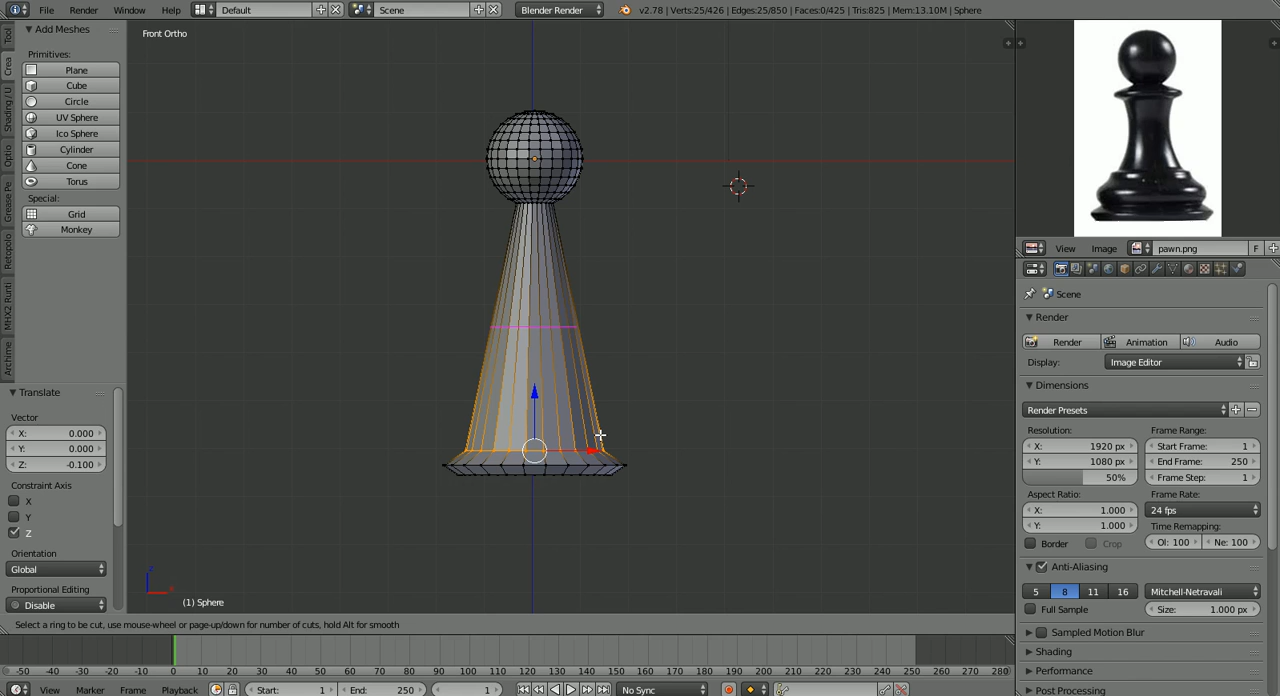 File Render Window Help Default Scene Blender Render v2.78 | Verts:25/426 | Edges:25/850 | Faces:0/425 | Tris:825 | Mem:13.10M | Sphere
Tool
Crea
Shading / U
Optio
Grease Pe
Retopolo
MHX2 Runti
Archime
Add Meshes
Primitives:
Plane
Cube
Circle
UV Sphere
Ico Sphere
Cylinder
Cone
Torus
Special:
Grid
Monkey
Translate
Vector
X: 0.000
Y: 0.000
Z: -0.100
Constraint Axis
X
Y
Z
Orientation
Global
Proportional Editing
Disable
Front Ortho
(1) Sphere
Select a ring to be cut, use mouse-wheel or page-up/down for number of cuts, hold Alt for smooth
View Image pawn.png F
Scene
Render
Render Animation Audio
Display: Image Editor
Dimensions
Render Presets
Resolution: Frame Range:
X: 1920 px Start Frame: 1
Y: 1080 px End Frame: 250
50% Frame Step: 1
Aspect Ratio: Frame Rate:
X: 1.000 24 fps
Y: 1.000 Time Remapping:
Border Crop Ol: 100 Ne: 100
Anti-Aliasing
5 8 11 16 Mitchell-Netravali
Full Sample Size: 1.000 px
Sampled Motion Blur
Shading
Performance
Post Processing
-50 -40 -30 -20 -10 0 10 20 30 40 50 60 70 80 90 100 110 120 130 140 150 160 170 180 190 200 210 220 230 240 250 260 270 280
View Marker Frame Playback Start: 1 End: 250 1 No Sync